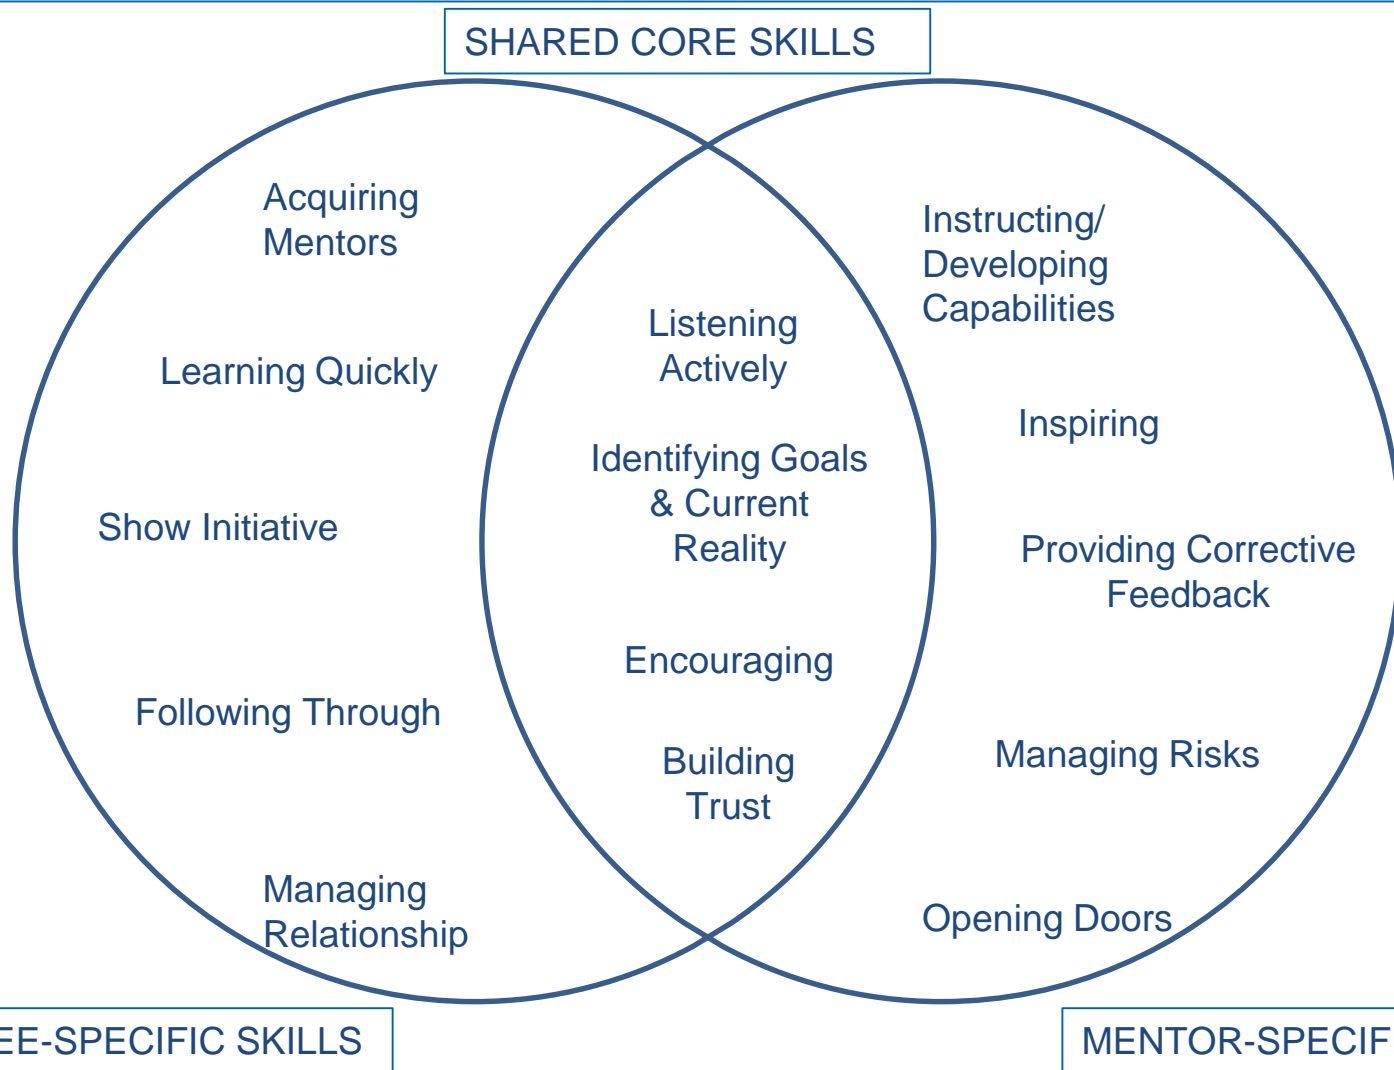 SHARED CORE SKILLS
Acquiring
Mentors
Learning Quickly
Show Initiative
Following Through
Managing
Relationship
Listening
Actively
Identifying Goals
& Current
Reality
Encouraging
Building
Trust
Instructing/
Developing
Capabilities
Inspiring
Providing Corrective
Feedback
Managing Risks
Opening Doors
EE-SPECIFIC SKILLS
MENTOR-SPECIF